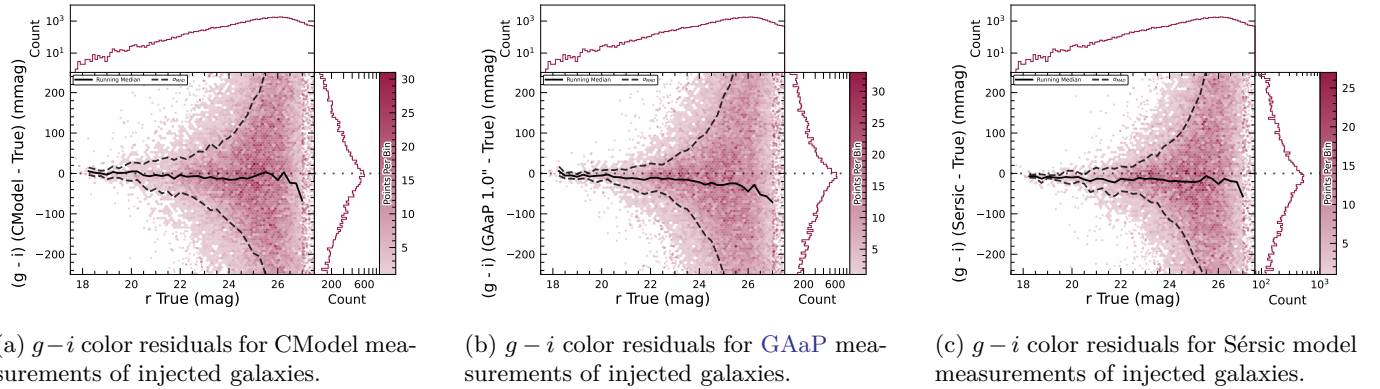 Count
10³
10¹
Running Median
σMAD
(g - i) (CModel - True) (mmag)
200
100
0
−100
−200
18 20 22 24 26
r True (mag)
200 600
Count
30
25
20
15
10
5
Points Per Bin
Count
10³
10¹
Running Median
σMAD
(g - i) (GAaP 1.0" - True) (mmag)
200
100
0
−100
−200
18 20 22 24 26
r True (mag)
200 600
Count
30
25
20
15
10
5
Points Per Bin
Count
10³
10¹
Running Median
σMAD
(g - i) (Sersic - True) (mmag)
200
100
0
−100
−200
18 20 22 24 26
r True (mag)
10² 10³
Count
25
20
15
10
5
Points Per Bin
a) g−i color residuals for CModel mea-
surements of injected galaxies.
(b) g − i color residuals for GAaP mea-
surements of injected galaxies.
(c) g − i color residuals for Sérsic model
measurements of injected galaxies.